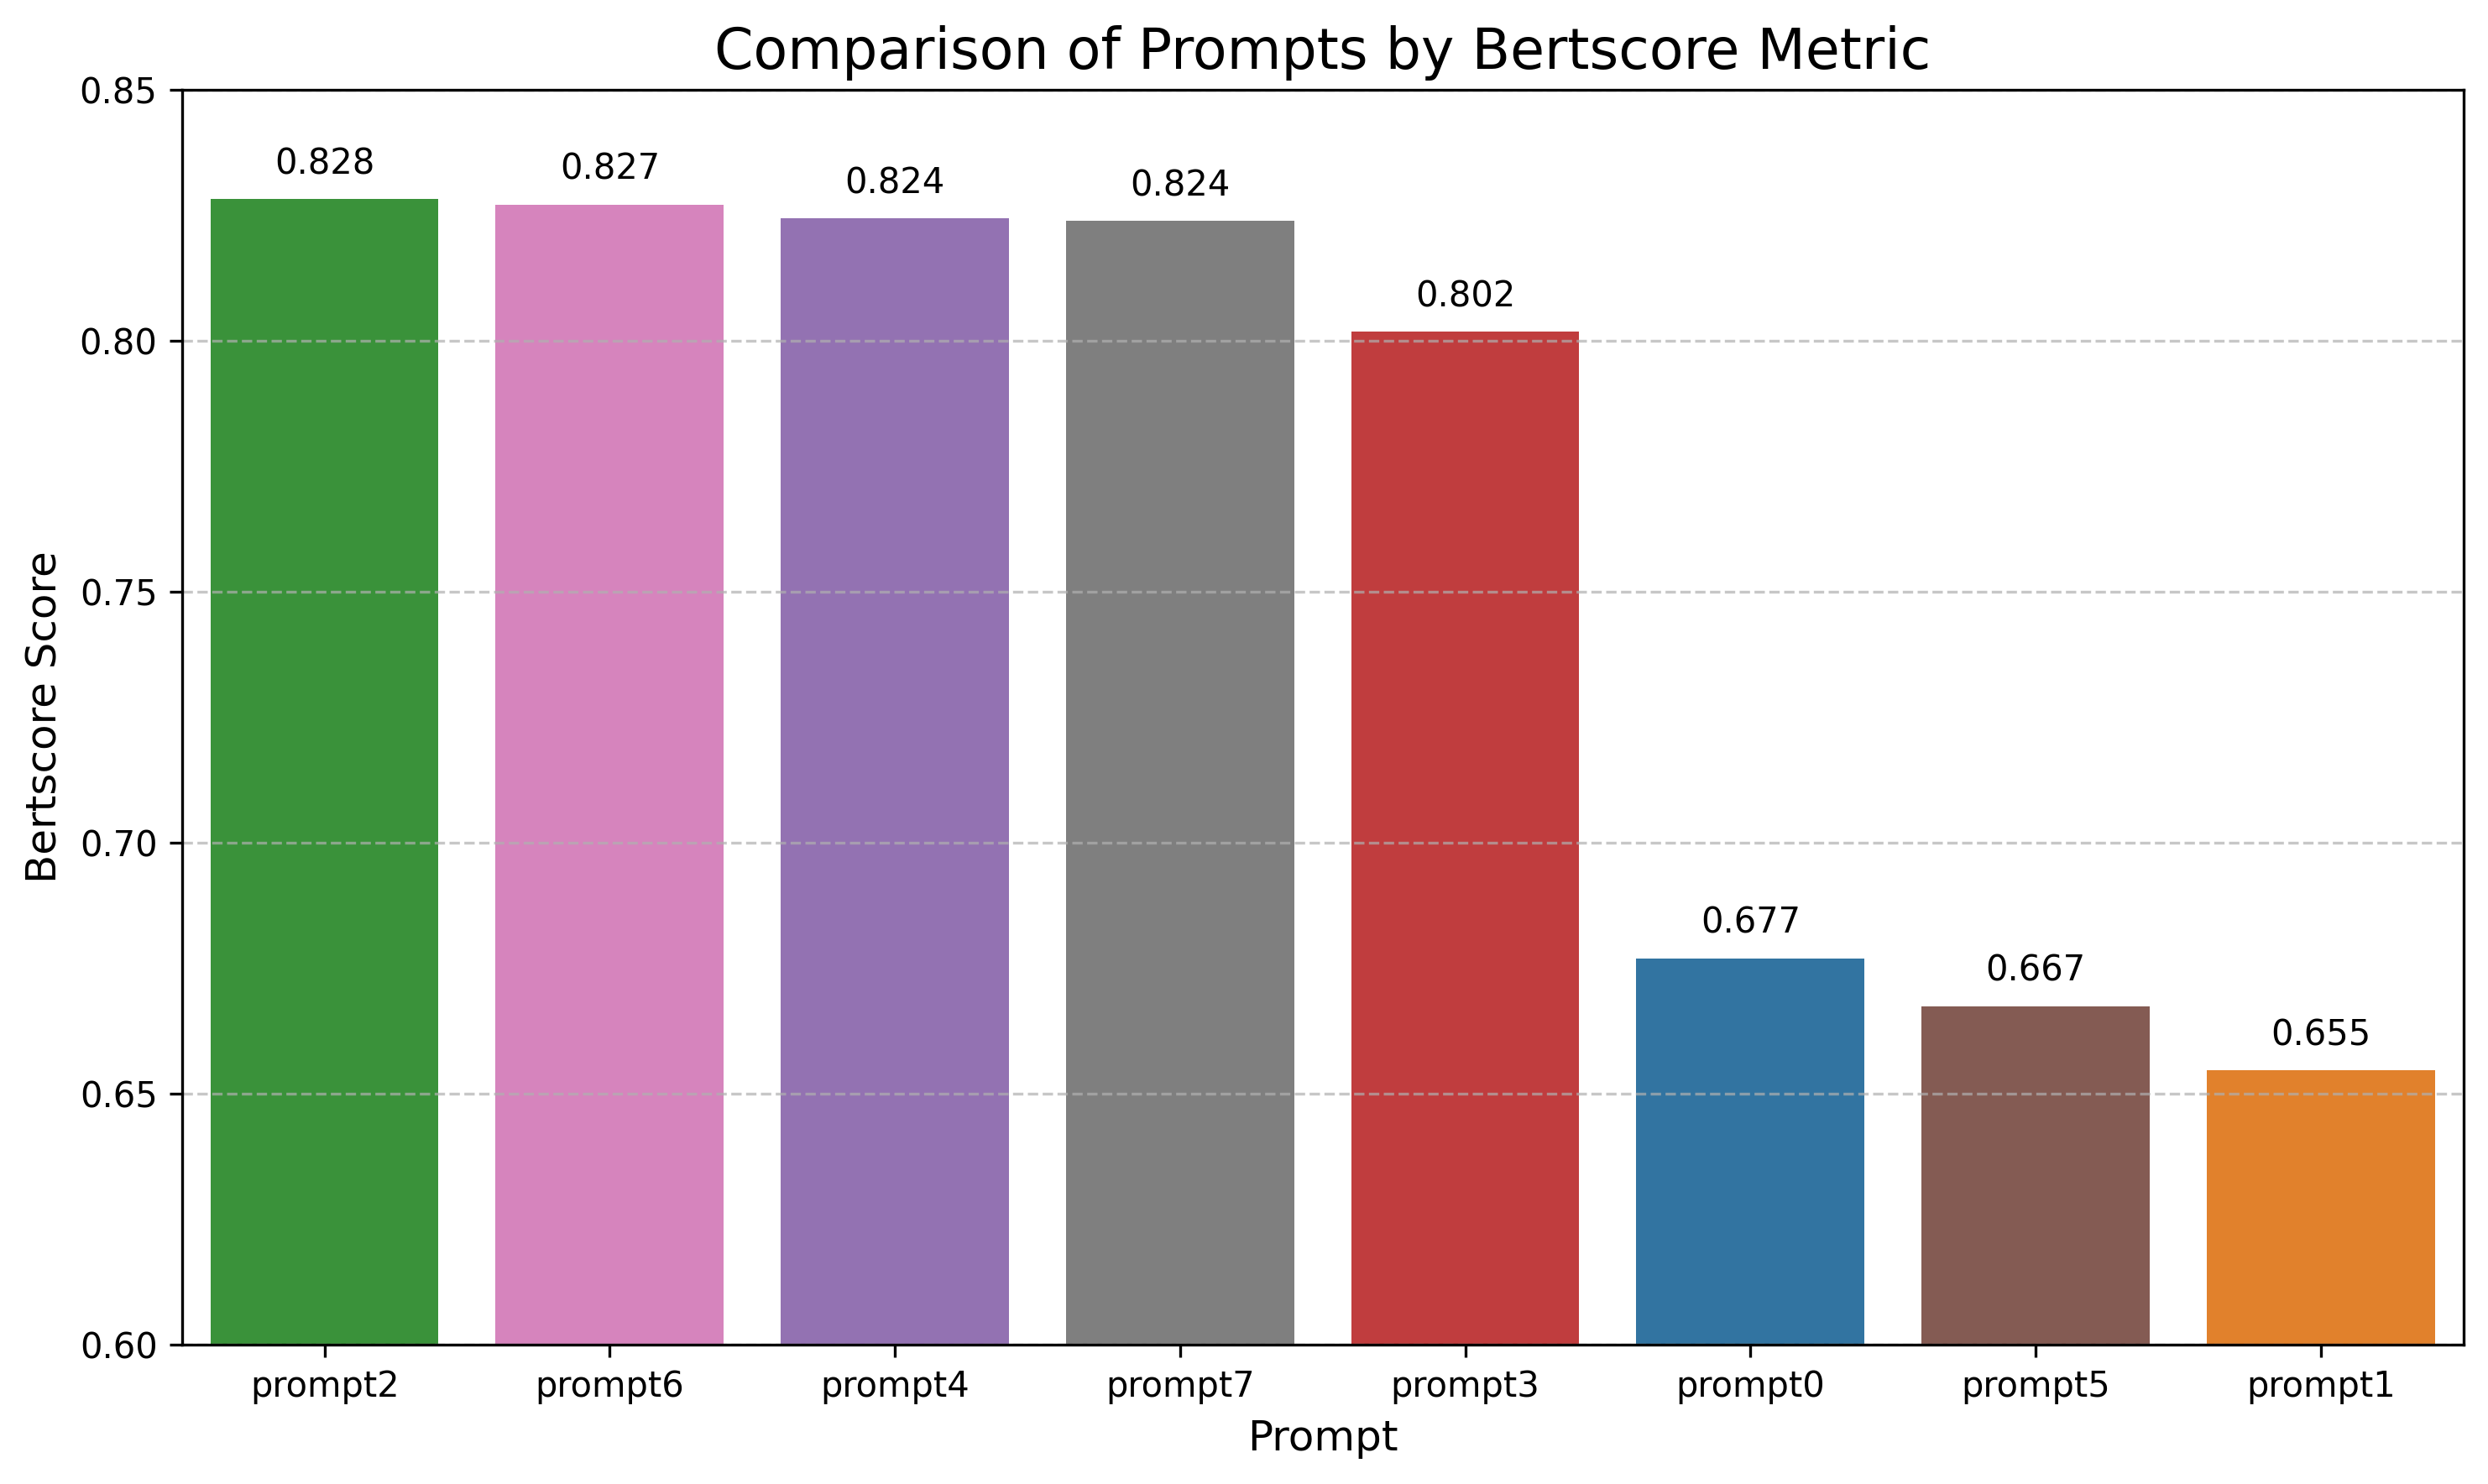 Comparison of Prompts by Bertscore Metric
0.85
0.80
0.75
0.70
0.65
0.60
Bertscore Score
0.828
0.827
0.824
0.824
0.802
0.677
0.667
0.655
prompt2
prompt6
prompt4
prompt7
prompt3
prompt0
prompt5
prompt1
Prompt